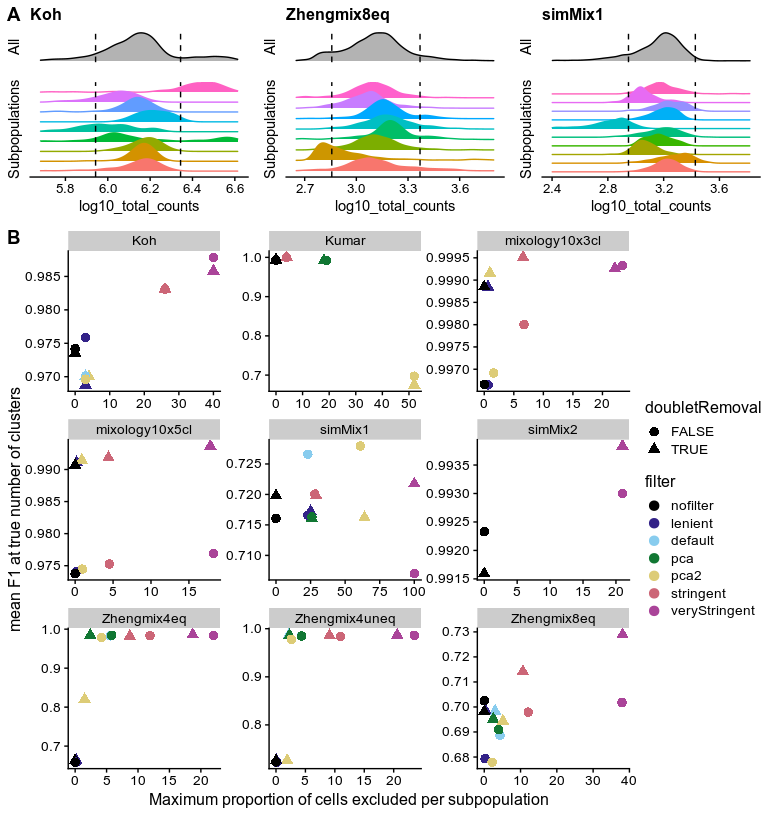 A Koh Zhengmix8eq simMix1
All All All
Subpopulations Subpopulations Subpopulations
5.8 6.0 6.2 6.4 6.6 2.7 3.0 3.3 3.6 2.4 2.8 3.2 3.6
log10_total_counts log10_total_counts log10_total_counts
B
mean F1 at true number of clusters
Koh Kumar mixology10x3cl
0.985
0.980
0.975
0.970
0 10 20 30 40
1.0
0.9
0.8
0.7
0 10 20 30 40 50
0.9995
0.9990
0.9985
0.9980
0.9975
0.9970
0 5 10 15 20
mixology10x5cl simMix1 simMix2
0.990
0.985
0.980
0.975
0 5 10 15
0.725
0.720
0.715
0.710
0 25 50 75 100
0.9935
0.9930
0.9925
0.9920
0.9915
0 5 10 15 20
Zhengmix4eq Zhengmix4uneq Zhengmix8eq
1.0
0.9
0.8
0.7
0 5 10 15 20
1.0
0.9
0.8
0 5 10 15 20
0.73
0.72
0.71
0.70
0.69
0.68
0 10 20 30 40
Maximum proportion of cells excluded per subpopulation
doubletRemoval
FALSE
TRUE
filter
nofilter
lenient
default
pca
pca2
stringent
veryStringent